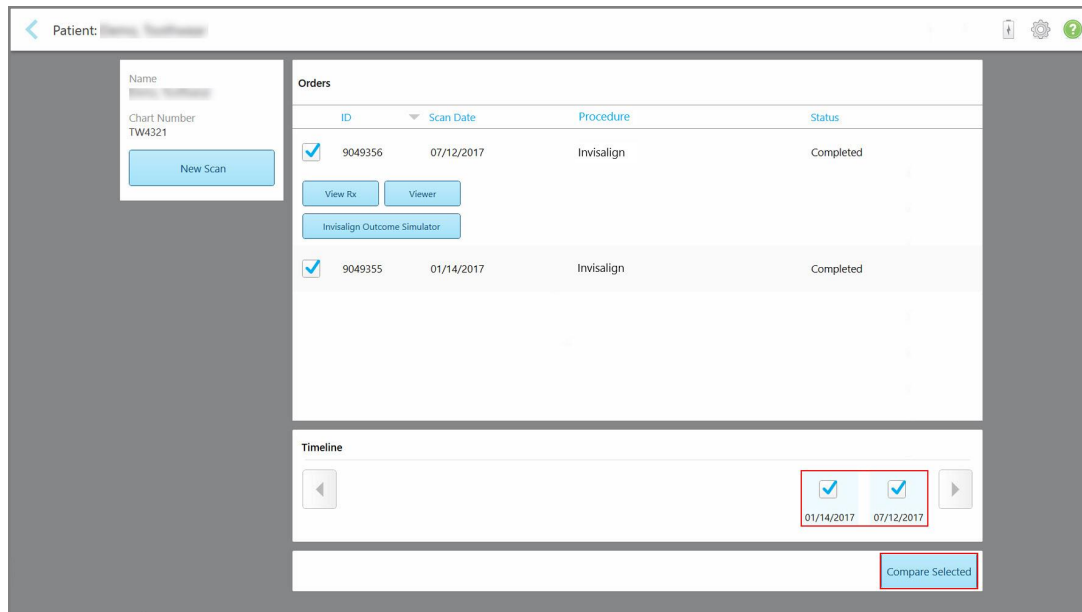 Patient:
Name
Chart Number
TW4321
New Scan
Orders
ID Scan Date Procedure Status
9049356 07/12/2017 Invisalign Completed
View Rx Viewer
Invisalign Outcome Simulator
9049355 01/14/2017 Invisalign Completed
Timeline
01/14/2017 07/12/2017
Compare Selected